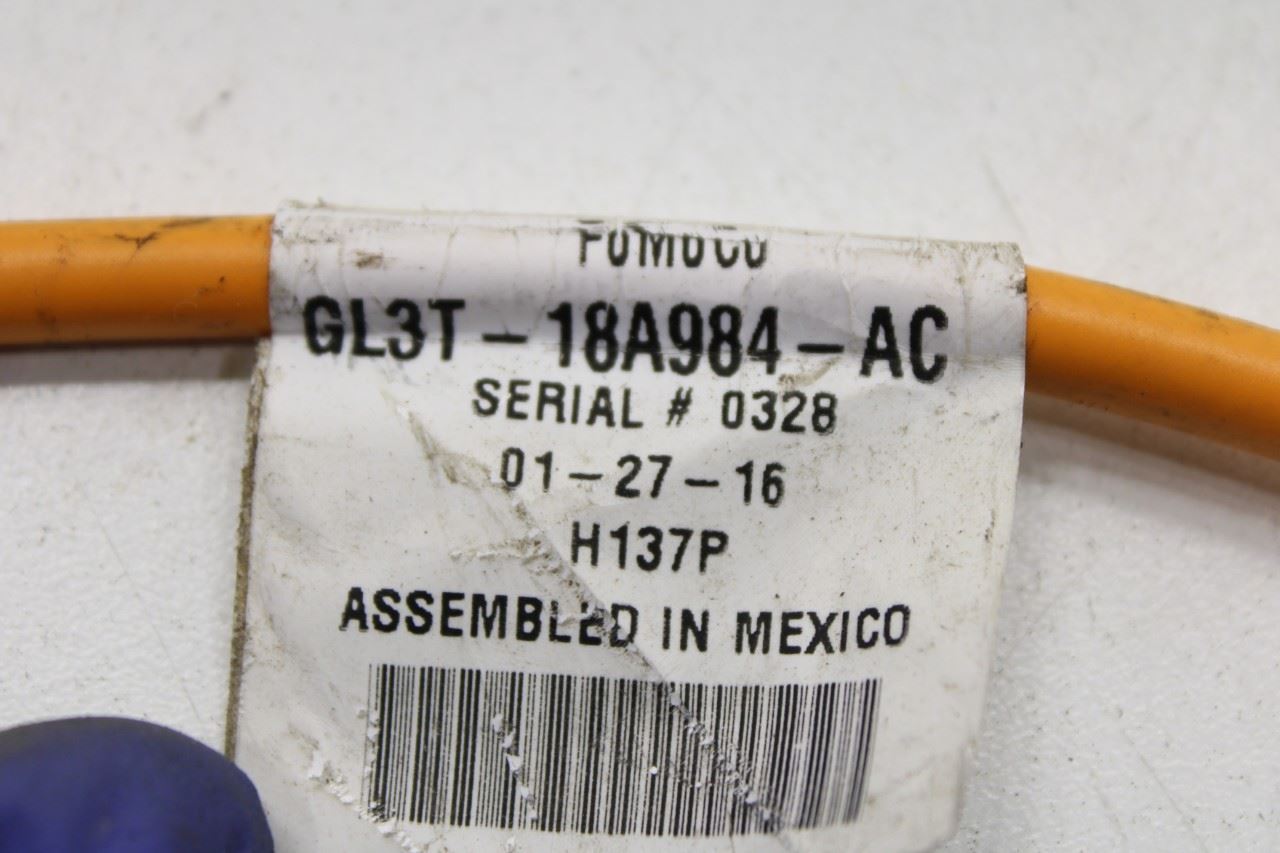 FoMoCo
GL3T-18A984-AC
SERIAL # 0328
01-27-16
H137P
ASSEMBLED IN MEXICO